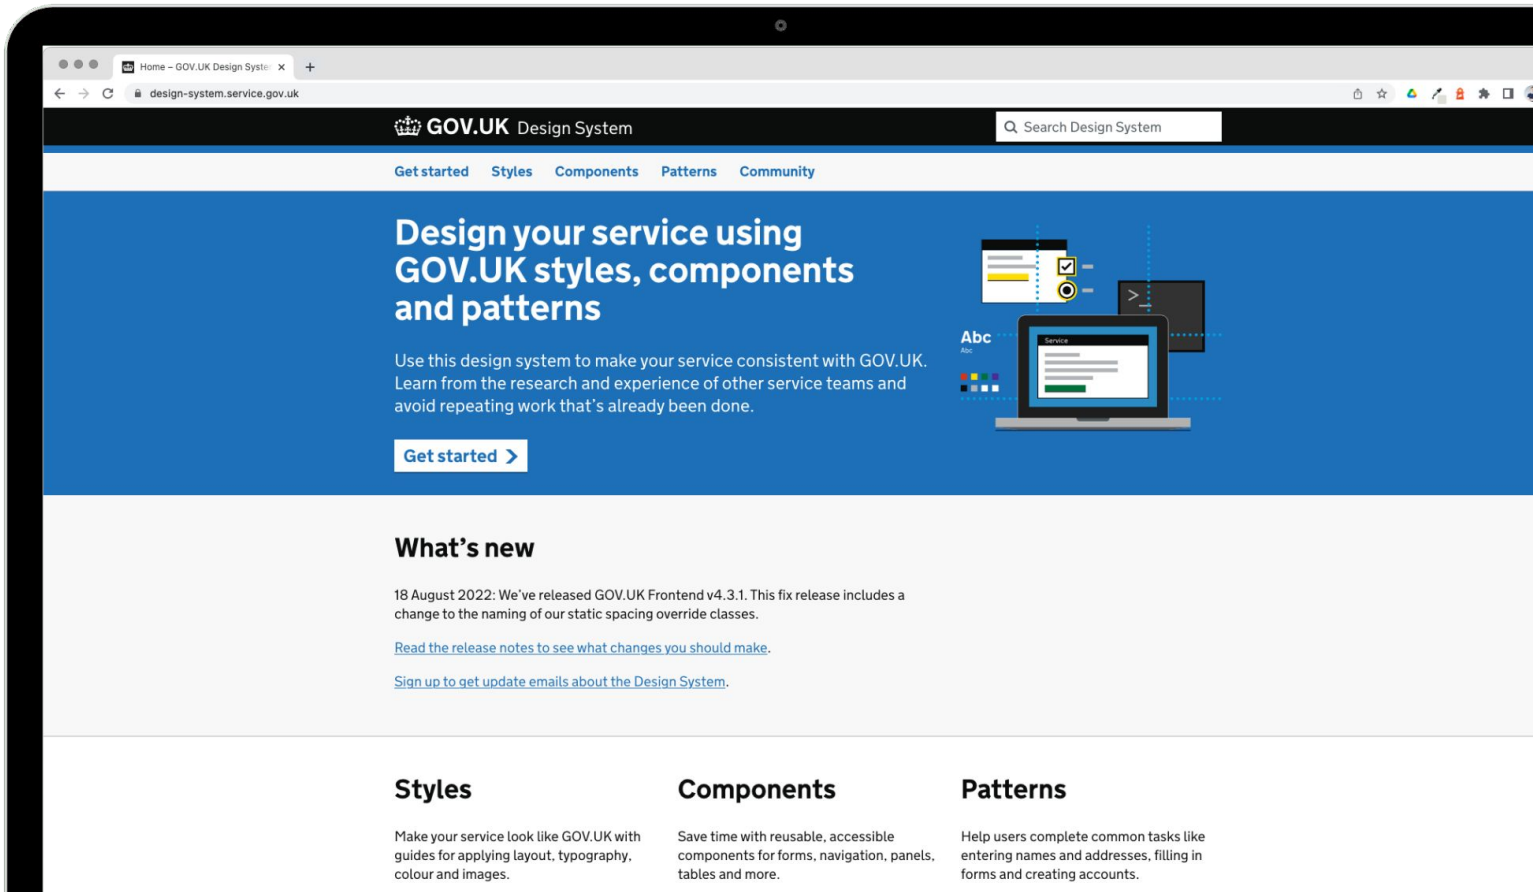 Home – GOV.UK Design Syste
design-system.service.gov.uk
GOV.UK Design System
Search Design System
Get started Styles Components Patterns Community
Design your service using
GOV.UK styles, components
and patterns
Use this design system to make your service consistent with GOV.UK.
Learn from the research and experience of other service teams and
avoid repeating work that’s already been done.
Get started
Abc
Abc
>_
Service
What’s new
18 August 2022: We’ve released GOV.UK Frontend v4.3.1. This fix release includes a
change to the naming of our static spacing override classes.
Read the release notes to see what changes you should make.
Sign up to get update emails about the Design System.
Styles Components Patterns
Make your service look like GOV.UK with
guides for applying layout, typography,
colour and images.
Save time with reusable, accessible
components for forms, navigation, panels,
tables and more.
Help users complete common tasks like
entering names and addresses, filling in
forms and creating accounts.